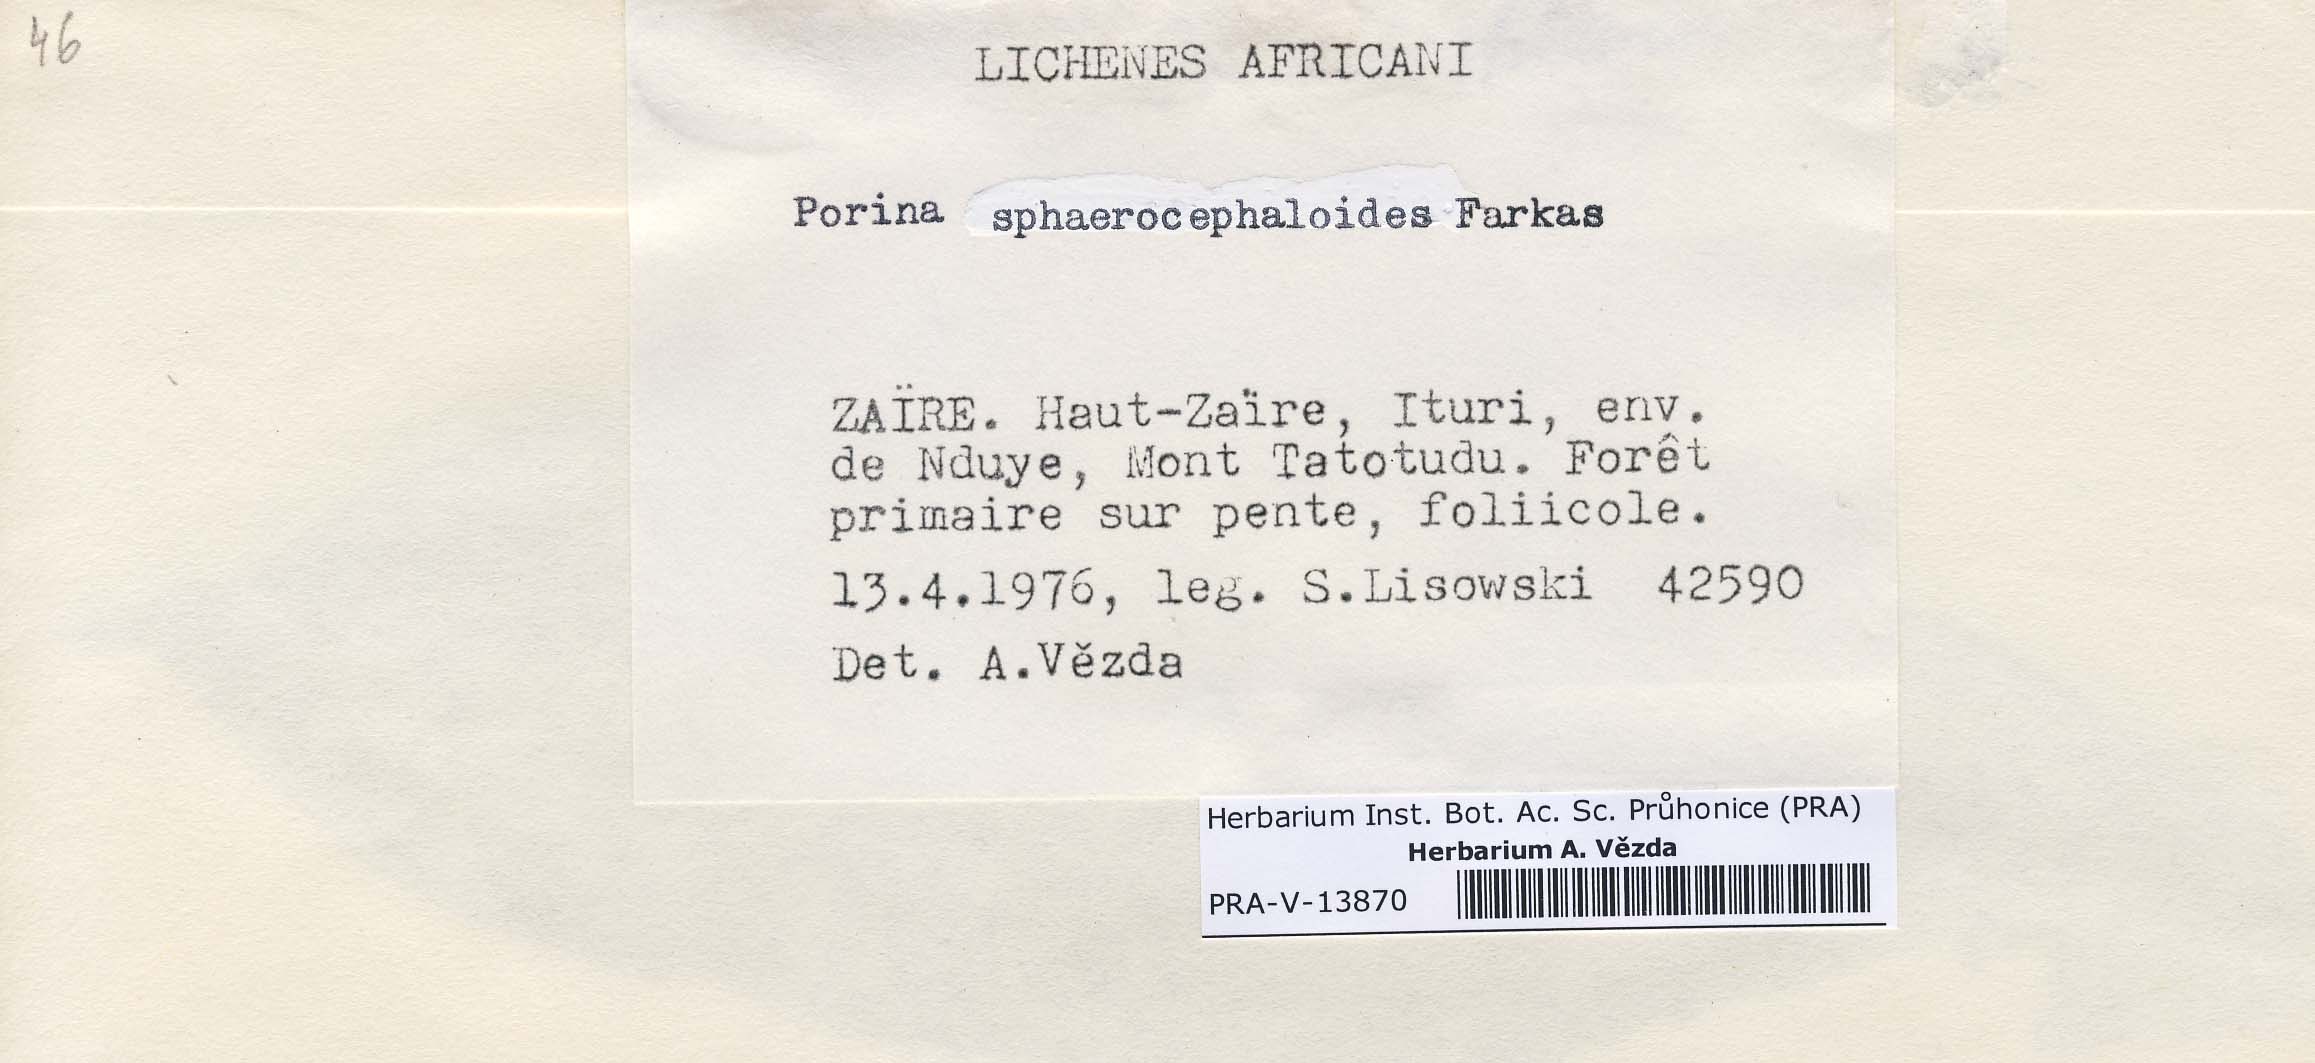 46
LICHENES AFRICANI
Porina sphaerocephaloides Farkas
ZAÏRE. Haut-Zaïre, Ituri, env.
de Nduye, Mont Tatotudu. Forêt
primaire sur pente, foliicole.
13.4.1976, leg. S.Lisowski 42590
Det. A.Vězda
Herbarium Inst. Bot. Ac. Sc. Průhonice (PRA)
Herbarium A. Vězda
PRA-V-13870